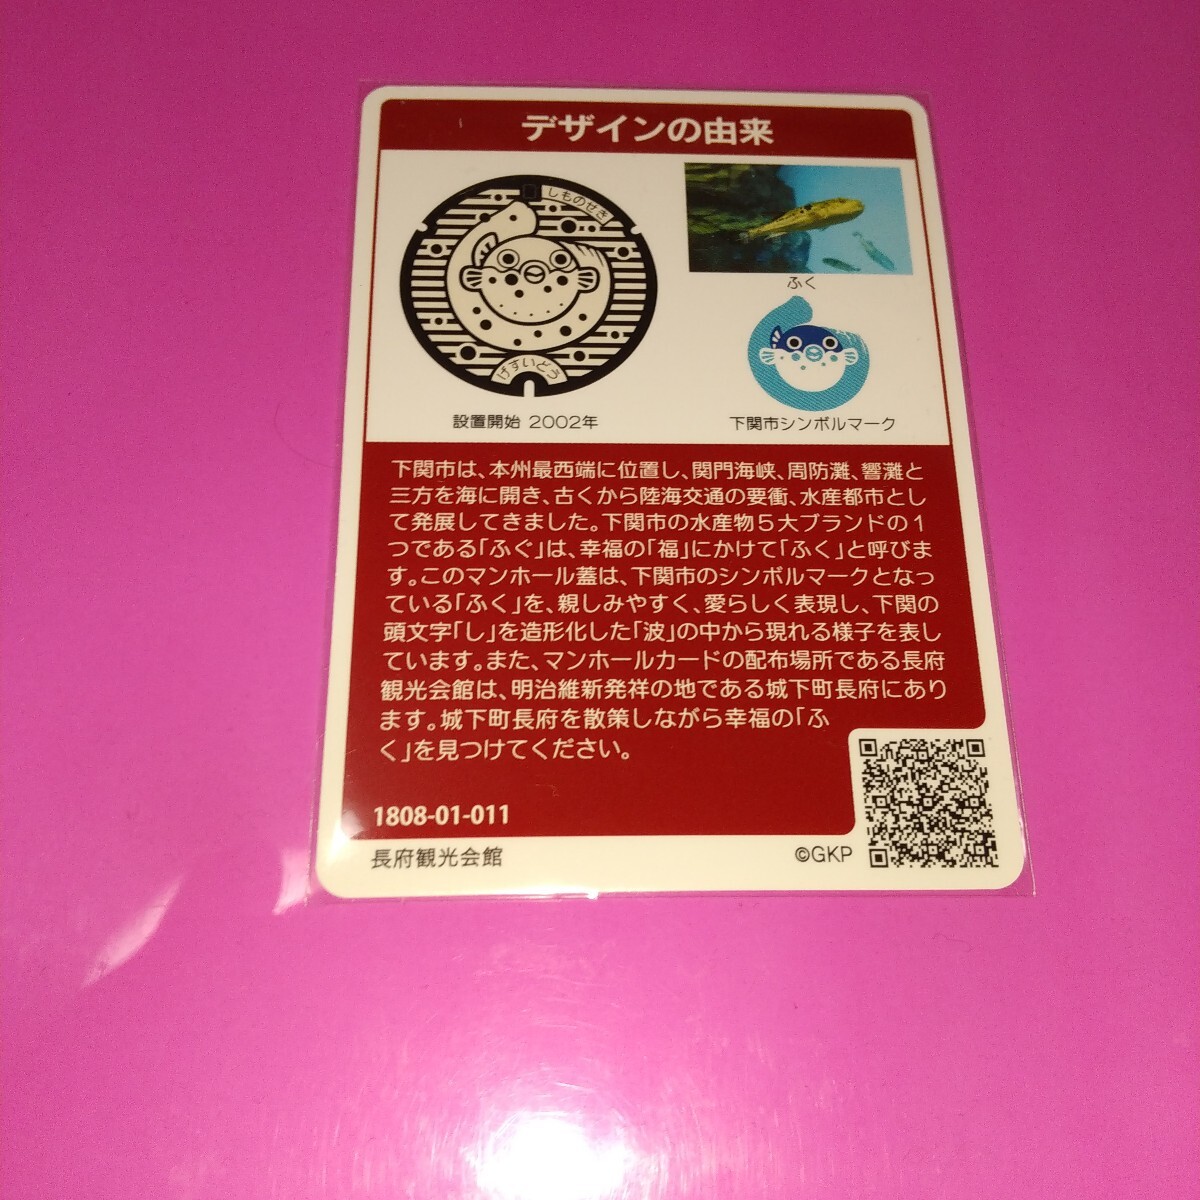 デザインの由来
しものせき
げすいどう
設置開始 2002年
ふく
下関市シンボルマーク
下関市は、本州最西端に位置し、関門海峡、周防灘、響灘と
三方を海に開き、古くから陸海交通の要衝、水産都市とし
て発展してきました。下関市の水産物5大ブランドの1
つである「ふぐ」は、幸福の「福」にかけて「ふく」と呼びま
す。このマンホール蓋は、下関市のシンボルマークとなっ
ている「ふく」を、親しみやすく、愛らしく表現し、下関の
頭文字「し」を造形化した「波」の中から現れる様子を表し
ています。また、マンホールカードの配布場所である長府
観光会館は、明治維新発祥の地である城下町長府にあり
ます。城下町長府を散策しながら幸福の「ふ
く」を見つけてください。
1808-01-011
長府観光会館
©GKP